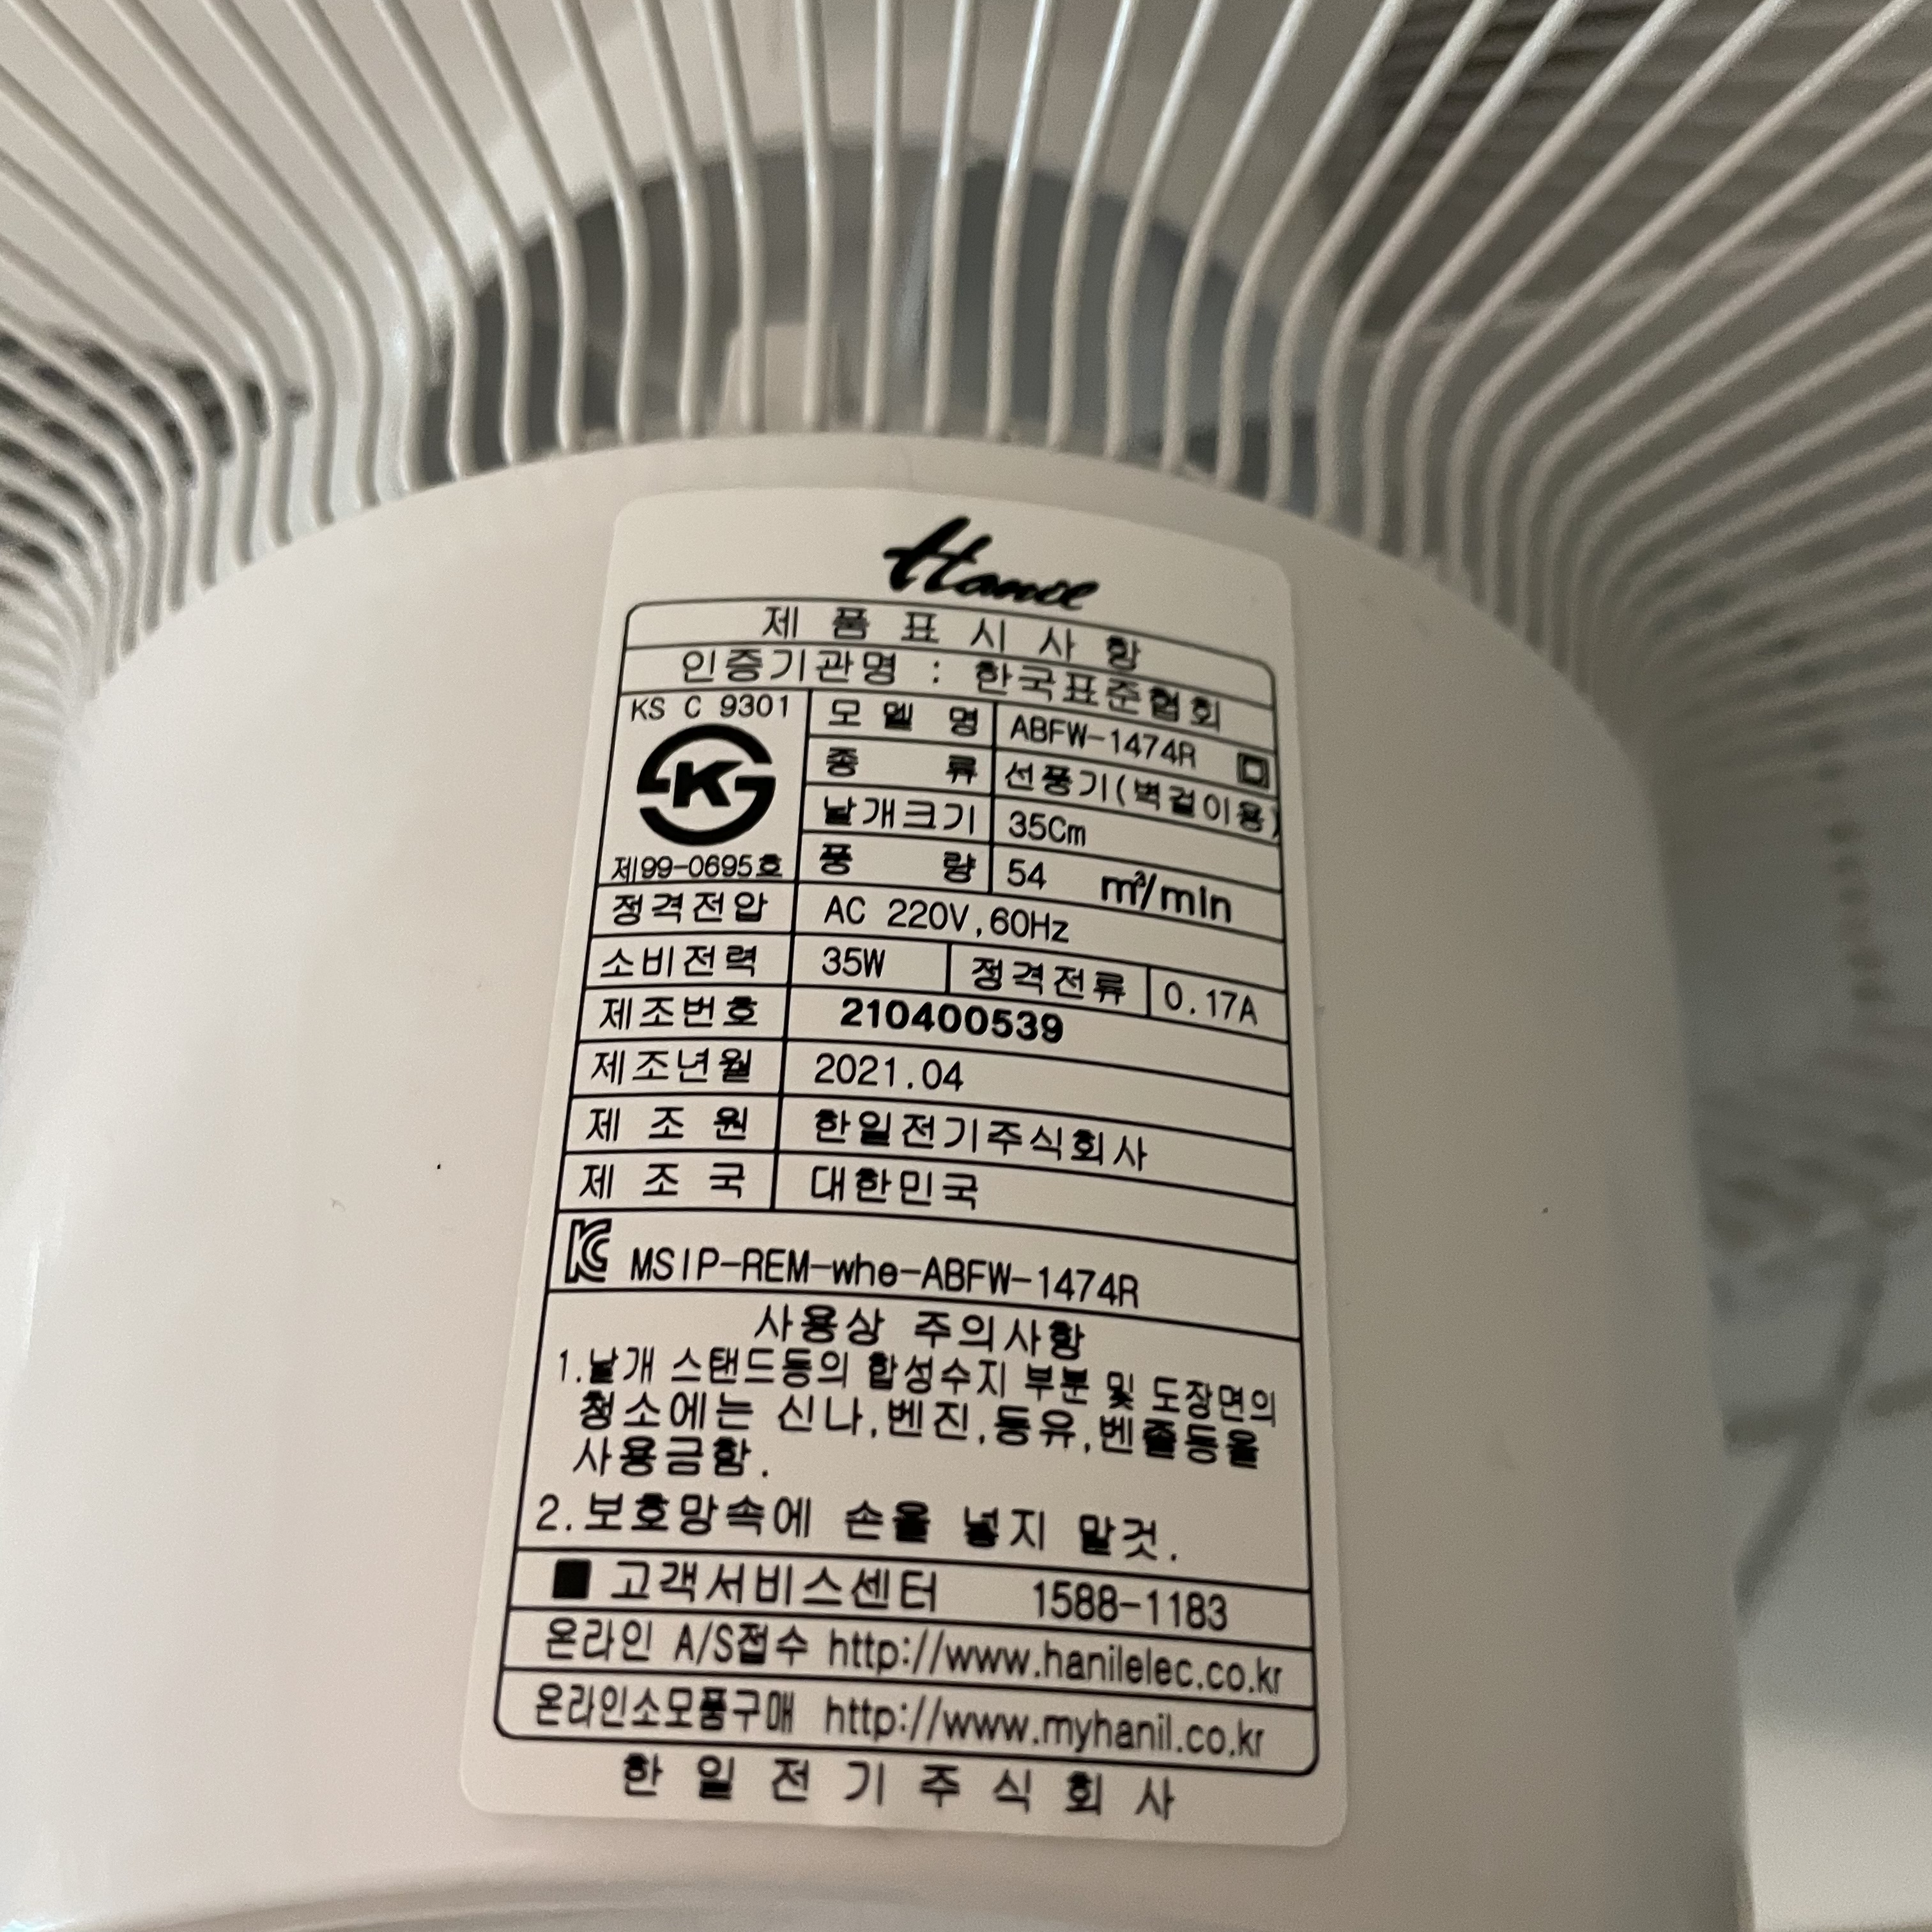 Hanil
제 품 표 시 사 항
인증기관명 : 한국표준협회
KS C 9301
K
제99-0695호
모 델 명 ABFW-1474R
종 류 선풍기(벽걸이용)
날개크기 35Cm
풍 량 54 m³/min
정격전압 AC 220V,60Hz
소비전력 35W 정격전류 0.17A
제조번호 210400539
제조년월 2021.04
제 조 원 한일전기주식회사
제 조 국 대한민국
KC MSIP-REM-whe-ABFW-1474R
사용상 주의사항
1.날개 스탠드등의 합성수지 부분 및 도장면의
청소에는 신나,벤진,등유,벤졸등을
사용금함.
2.보호망속에 손을 넣지 말것.
■ 고객서비스센터 1588-1183
온라인 A/S접수 http://www.hanilelec.co.kr
온라인소모품구매 http://www.myhanil.co.kr
한 일 전 기 주 식 회 사